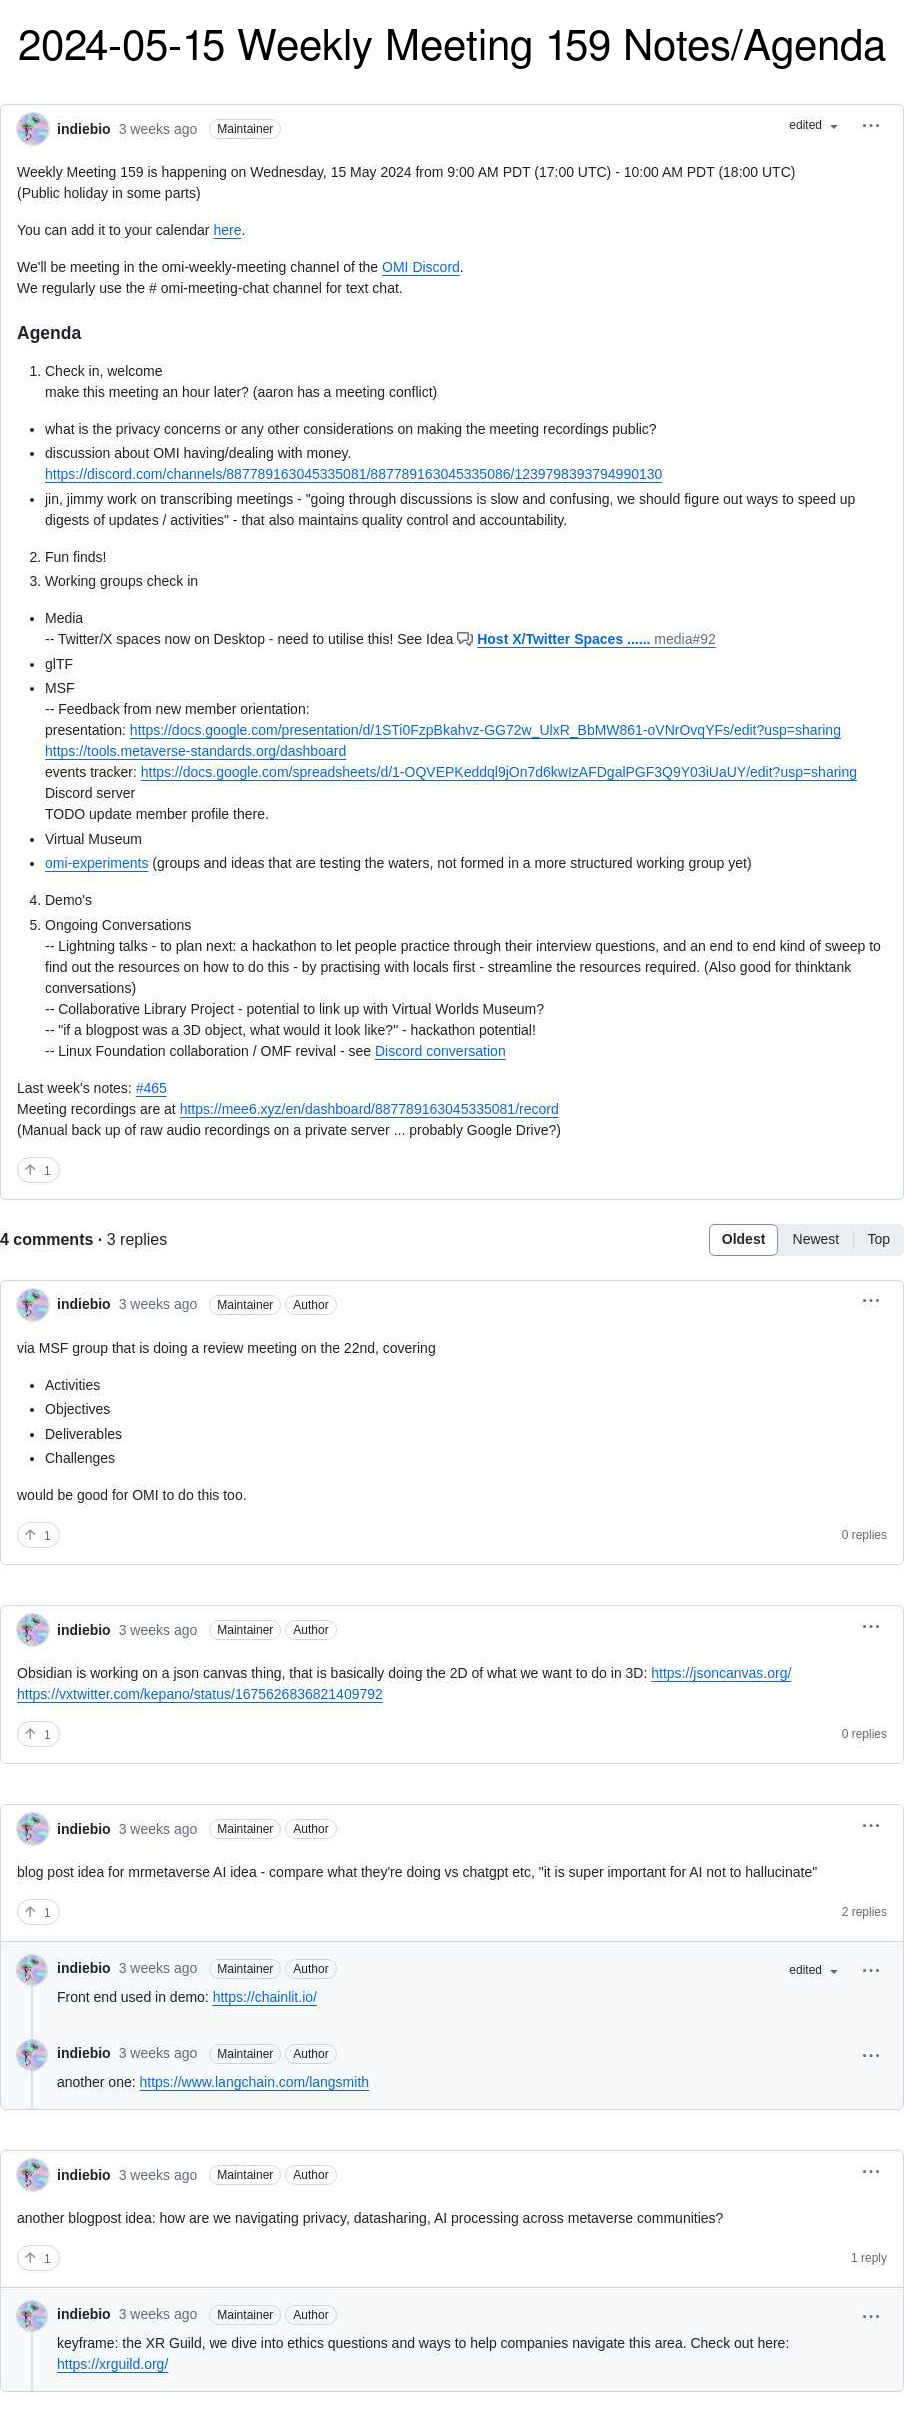 2024-05-15 Weekly Meeting 159 Notes/Agenda
indiebio 3 weeks ago Maintainer edited
Weekly Meeting 159 is happening on Wednesday, 15 May 2024 from 9:00 AM PDT (17:00 UTC) - 10:00 AM PDT (18:00 UTC)
(Public holiday in some parts)
You can add it to your calendar here.
We'll be meeting in the omi-weekly-meeting channel of the OMI Discord.
We regularly use the # omi-meeting-chat channel for text chat.
Agenda
1. Check in, welcome
make this meeting an hour later? (aaron has a meeting conflict)
• what is the privacy concerns or any other considerations on making the meeting recordings public?
• discussion about OMI having/dealing with money.
https://discord.com/channels/887789163045335081/887789163045335086/1239798393794990130
• jin, jimmy work on transcribing meetings - "going through discussions is slow and confusing, we should figure out ways to speed up
digests of updates / activities" - that also maintains quality control and accountability.
2. Fun finds!
3. Working groups check in
• Media
-- Twitter/X spaces now on Desktop - need to utilise this! See Idea Host X/Twitter Spaces ...... media#92
• glTF
• MSF
-- Feedback from new member orientation:
presentation: https://docs.google.com/presentation/d/1STi0FzpBkahvz-GG72w_UlxR_BbMW861-oVNrOvqYFs/edit?usp=sharing
https://tools.metaverse-standards.org/dashboard
events tracker: https://docs.google.com/spreadsheets/d/1-OQVEPKeddql9jOn7d6kwIzAFDgalPGF3Q9Y03iUaUY/edit?usp=sharing
Discord server
TODO update member profile there.
• Virtual Museum
• omi-experiments (groups and ideas that are testing the waters, not formed in a more structured working group yet)
4. Demo's
5. Ongoing Conversations
-- Lightning talks - to plan next: a hackathon to let people practice through their interview questions, and an end to end kind of sweep to
find out the resources on how to do this - by practising with locals first - streamline the resources required. (Also good for thinktank
conversations)
-- Collaborative Library Project - potential to link up with Virtual Worlds Museum?
-- "if a blogpost was a 3D object, what would it look like?" - hackathon potential!
-- Linux Foundation collaboration / OMF revival - see Discord conversation
Last week's notes: #465
Meeting recordings are at https://mee6.xyz/en/dashboard/887789163045335081/record
(Manual back up of raw audio recordings on a private server ... probably Google Drive?)
↑ 1
4 comments · 3 replies Oldest Newest Top
indiebio 3 weeks ago Maintainer Author
via MSF group that is doing a review meeting on the 22nd, covering
• Activities
• Objectives
• Deliverables
• Challenges
would be good for OMI to do this too.
↑ 1 0 replies
indiebio 3 weeks ago Maintainer Author
Obsidian is working on a json canvas thing, that is basically doing the 2D of what we want to do in 3D: https://jsoncanvas.org/
https://vxtwitter.com/kepano/status/1675626836821409792
↑ 1 0 replies
indiebio 3 weeks ago Maintainer Author
blog post idea for mrmetaverse AI idea - compare what they're doing vs chatgpt etc, "it is super important for AI not to hallucinate"
↑ 1 2 replies
indiebio 3 weeks ago Maintainer Author edited
Front end used in demo: https://chainlit.io/
indiebio 3 weeks ago Maintainer Author
another one: https://www.langchain.com/langsmith
indiebio 3 weeks ago Maintainer Author
another blogpost idea: how are we navigating privacy, datasharing, AI processing across metaverse communities?
↑ 1 1 reply
indiebio 3 weeks ago Maintainer Author
keyframe: the XR Guild, we dive into ethics questions and ways to help companies navigate this area. Check out here:
https://xrguild.org/